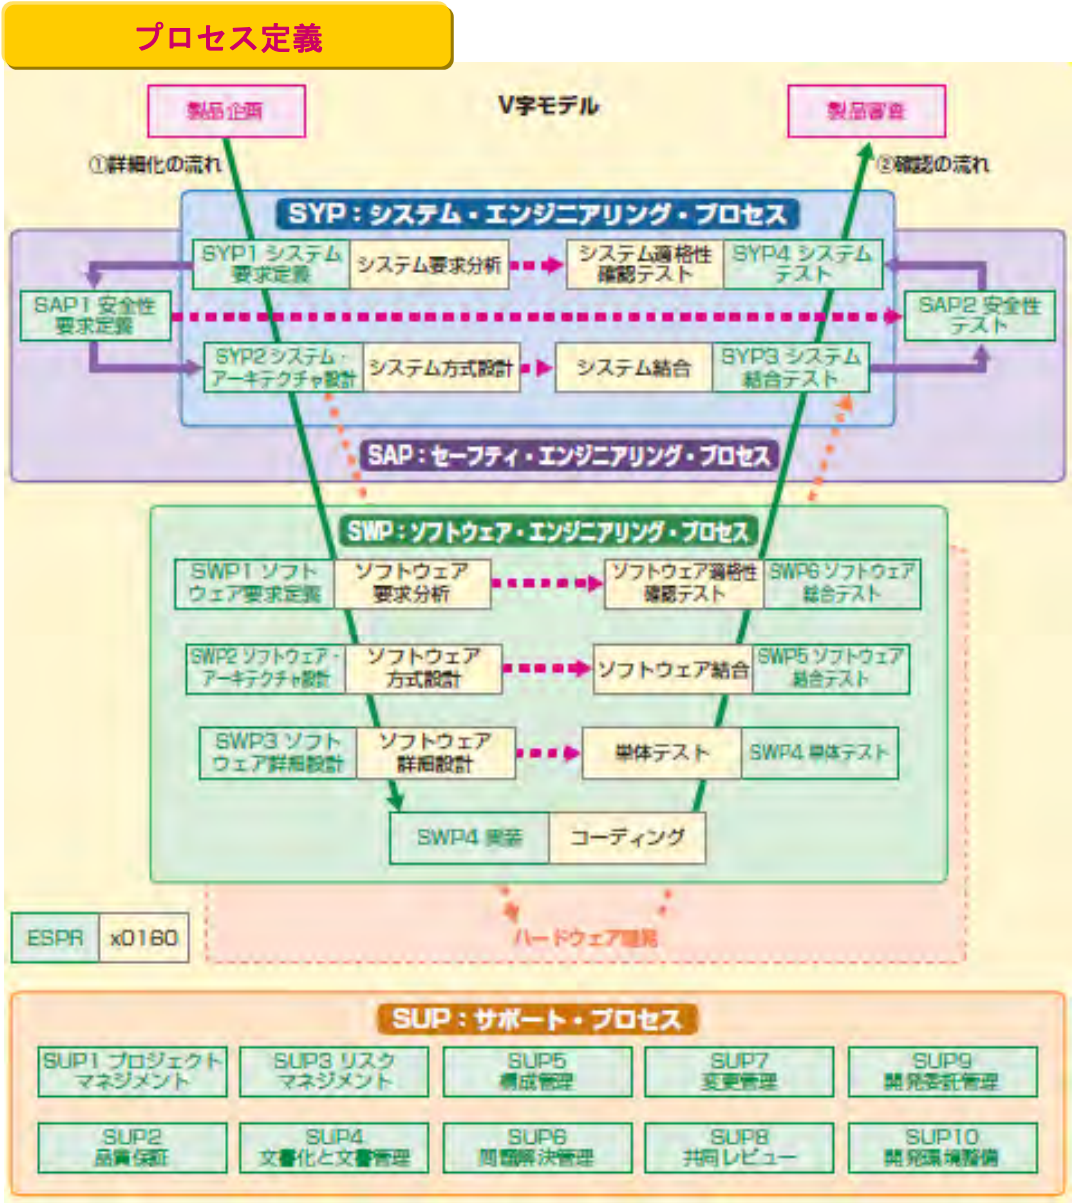 プロセス定義
製品企画
V字モデル
製品審査
①詳細化の流れ
②確認の流れ
SYP：システム・エンジニアリング・プロセス
SYP1 システム
要求定義
システム要求分析
システム適格性
確認テスト
SYP4 システム
テスト
SAP1 安全性
要求定義
SAP2 安全性
テスト
SYP2 システム・
アーキテクチャ設計
システム方式設計
システム結合
SYP3 システム
結合テスト
SAP：セーフティ・エンジニアリング・プロセス
SWP：ソフトウェア・エンジニアリング・プロセス
SWP1 ソフト
ウェア要求定義
ソフトウェア
要求分析
ソフトウェア適格性
確認テスト
SWP6 ソフトウェア
総合テスト
SWP2 ソフトウェア・
アーキテクチャ設計
ソフトウェア
方式設計
ソフトウェア結合
SWP5 ソフトウェア
結合テスト
SWP3 ソフト
ウェア詳細設計
ソフトウェア
詳細設計
単体テスト
SWP4 単体テスト
SWP4 実装
コーディング
ESPR
x0160
ハードウェア開発
SUP：サポート・プロセス
SUP1 プロジェクト
マネジメント
SUP3 リスク
マネジメント
SUP5
構成管理
SUP7
変更管理
SUP9
開発委託管理
SUP2
品質保証
SUP4
文書化と文書管理
SUP6
問題解決管理
SUP8
共同レビュー
SUP10
開発環境整備